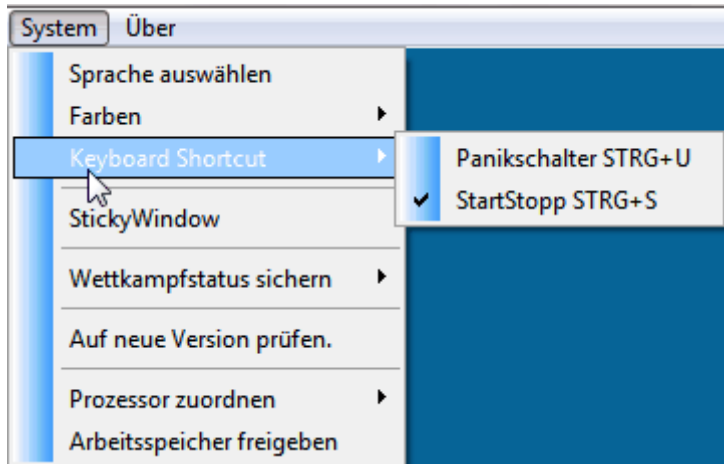 System Über
Sprache auswählen
Farben
Keyboard Shortcut
Panikschalter STRG+U
StartStopp STRG+S
StickyWindow
Wettkampfstatus sichern
Auf neue Version prüfen.
Prozessor zuordnen
Arbeitsspeicher freigeben